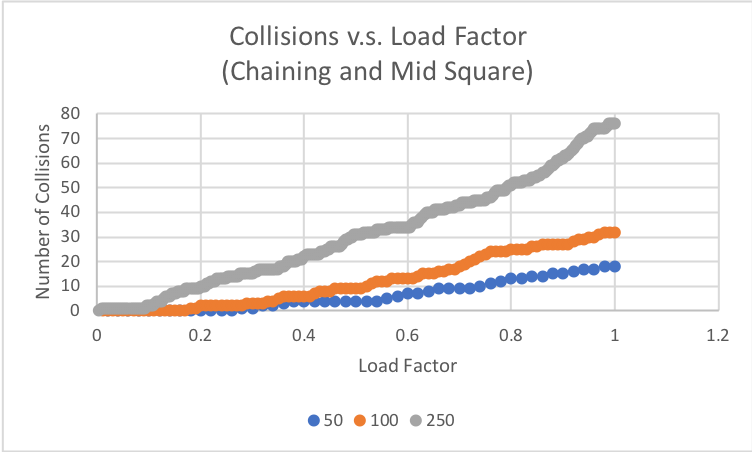 Collisions v.s. Load Factor
(Chaining and Mid Square)
Number of Collisions
80
70
60
50
40
30
20
10
0
0 0.2 0.4 0.6 0.8 1 1.2
Load Factor
50 100 250